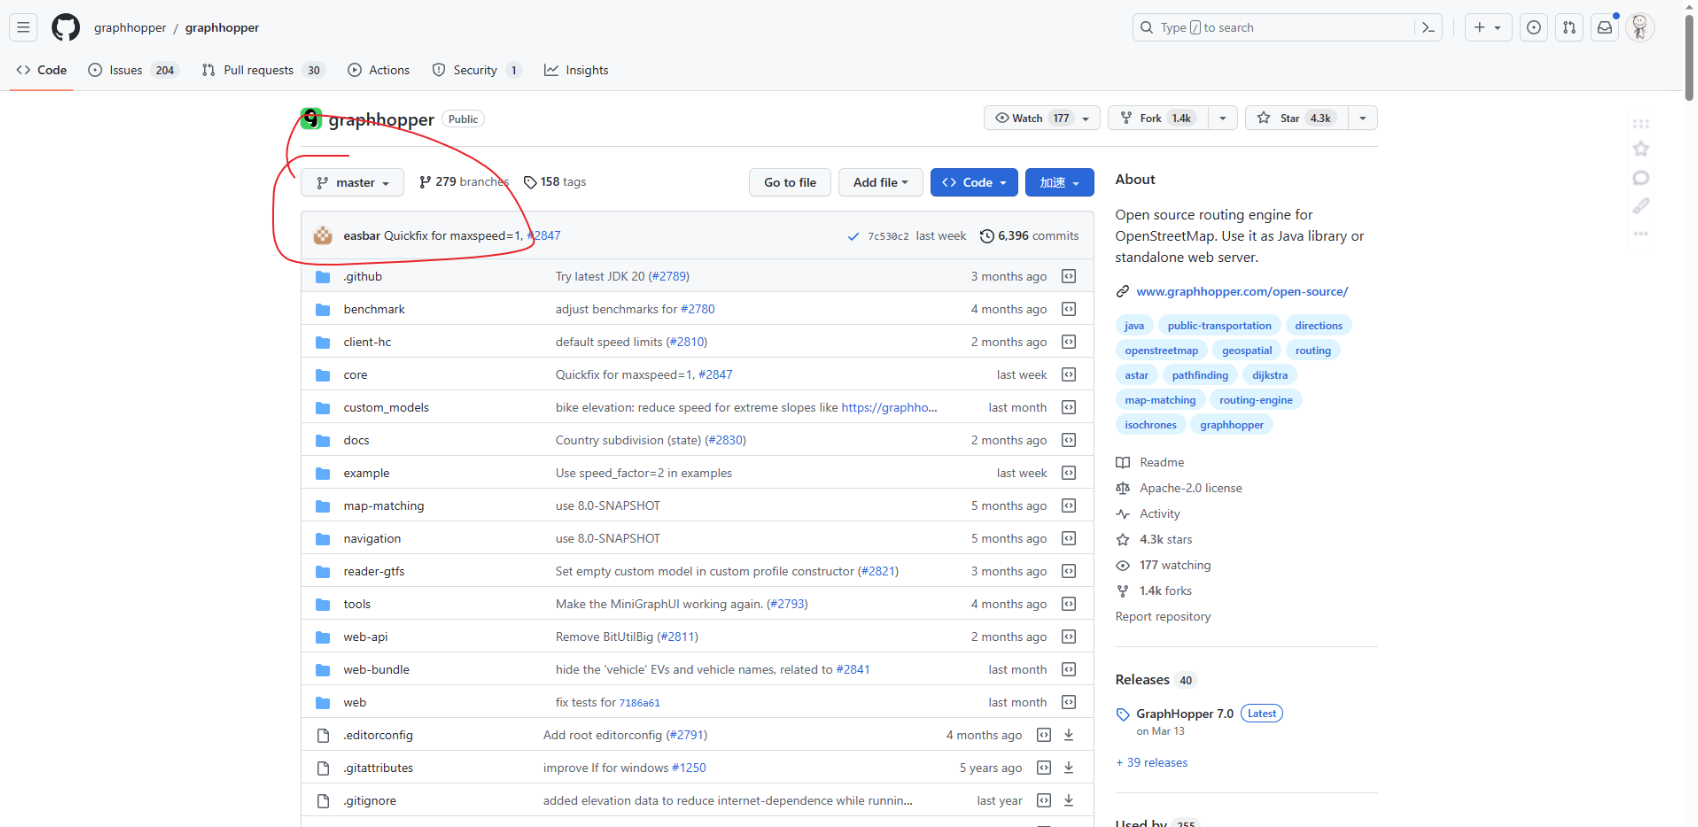 graphhopper / graphhopper
Type / to search
Code
Issues 204
Pull requests 30
Actions
Security 1
Insights
graphhopper Public
Watch 177
Fork 1.4k
Star 4.3k
master
279 branches
158 tags
Go to file
Add file
Code
加速
easbar Quickfix for maxspeed=1, #2847
7c530c2 last week
6,396 commits
.github Try latest JDK 20 (#2789) 3 months ago
benchmark adjust benchmarks for #2780 4 months ago
client-hc default speed limits (#2810) 2 months ago
core Quickfix for maxspeed=1, #2847 last week
custom_models bike elevation: reduce speed for extreme slopes like https://graphho... last month
docs Country subdivision (state) (#2830) 2 months ago
example Use speed_factor=2 in examples last week
map-matching use 8.0-SNAPSHOT 5 months ago
navigation use 8.0-SNAPSHOT 5 months ago
reader-gtfs Set empty custom model in custom profile constructor (#2821) 3 months ago
tools Make the MiniGraphUI working again. (#2793) 4 months ago
web-api Remove BitUtilBig (#2811) 2 months ago
web-bundle hide the 'vehicle' EVs and vehicle names, related to #2841 last month
web fix tests for 7186a61 last month
.editorconfig Add root editorconfig (#2791) 4 months ago
.gitattributes improve lf for windows #1250 5 years ago
.gitignore added elevation data to reduce internet-dependence while runnin... last year
About
Open source routing engine for
OpenStreetMap. Use it as Java library or
standalone web server.
www.graphhopper.com/open-source/
java public-transportation directions
openstreetmap geospatial routing
astar pathfinding dijkstra
map-matching routing-engine
isochrones graphhopper
Readme
Apache-2.0 license
Activity
4.3k stars
177 watching
1.4k forks
Report repository
Releases 40
GraphHopper 7.0 Latest
on Mar 13
+ 39 releases
Used by 255